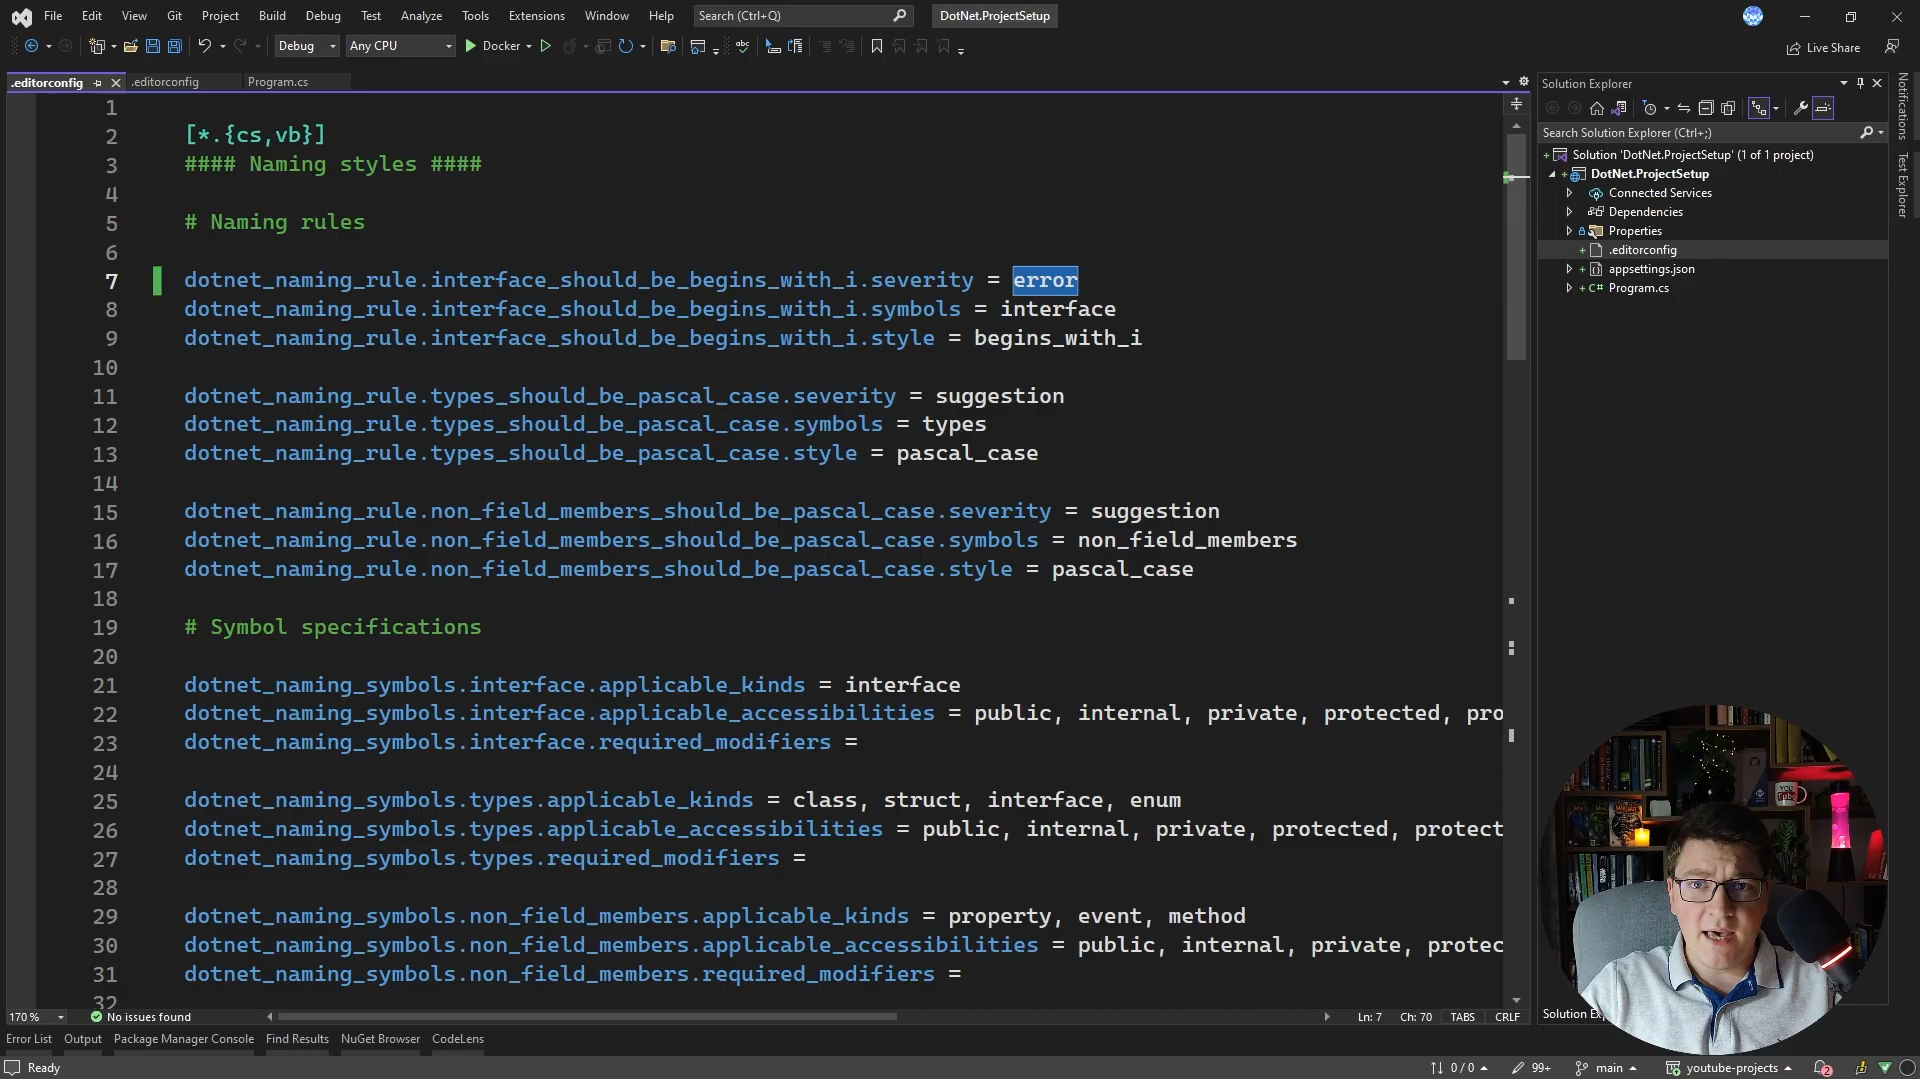 File Edit View Git Project Build Debug Test Analyze Tools Extensions Window Help Search (Ctrl+Q) DotNet.ProjectSetup
Debug Any CPU Docker Live Share
.editorconfig .editorconfig Program.cs
1
2 [*.{cs,vb}]
3 #### Naming styles ####
4
5 # Naming rules
6
7 dotnet_naming_rule.interface_should_be_begins_with_i.severity = error
8 dotnet_naming_rule.interface_should_be_begins_with_i.symbols = interface
9 dotnet_naming_rule.interface_should_be_begins_with_i.style = begins_with_i
10
11 dotnet_naming_rule.types_should_be_pascal_case.severity = suggestion
12 dotnet_naming_rule.types_should_be_pascal_case.symbols = types
13 dotnet_naming_rule.types_should_be_pascal_case.style = pascal_case
14
15 dotnet_naming_rule.non_field_members_should_be_pascal_case.severity = suggestion
16 dotnet_naming_rule.non_field_members_should_be_pascal_case.symbols = non_field_members
17 dotnet_naming_rule.non_field_members_should_be_pascal_case.style = pascal_case
18
19 # Symbol specifications
20
21 dotnet_naming_symbols.interface.applicable_kinds = interface
22 dotnet_naming_symbols.interface.applicable_accessibilities = public, internal, private, protected, pro
23 dotnet_naming_symbols.interface.required_modifiers =
24
25 dotnet_naming_symbols.types.applicable_kinds = class, struct, interface, enum
26 dotnet_naming_symbols.types.applicable_accessibilities = public, internal, private, protected, protect
27 dotnet_naming_symbols.types.required_modifiers =
28
29 dotnet_naming_symbols.non_field_members.applicable_kinds = property, event, method
30 dotnet_naming_symbols.non_field_members.applicable_accessibilities = public, internal, private, protec
31 dotnet_naming_symbols.non_field_members.required_modifiers =
32
170 % No issues found Ln: 7 Ch: 70 TABS CRLF
Error List Output Package Manager Console Find Results NuGet Browser CodeLens
Ready 0 / 0 99+ main youtube-projects 2
Solution Explorer
Search Solution Explorer (Ctrl+;)
Solution 'DotNet.ProjectSetup' (1 of 1 project)
DotNet.ProjectSetup
Connected Services
Dependencies
Properties
.editorconfig
appsettings.json
C# Program.cs
Solution Ex
Notifications
Test Explorer
YOU
Tube